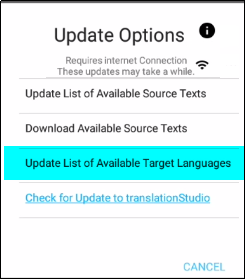 Update Options
Requires internet Connection
These updates may take a while.
Update List of Available Source Texts
Download Available Source Texts
Update List of Available Target Languages
Check for Update to translationStudio
CANCEL